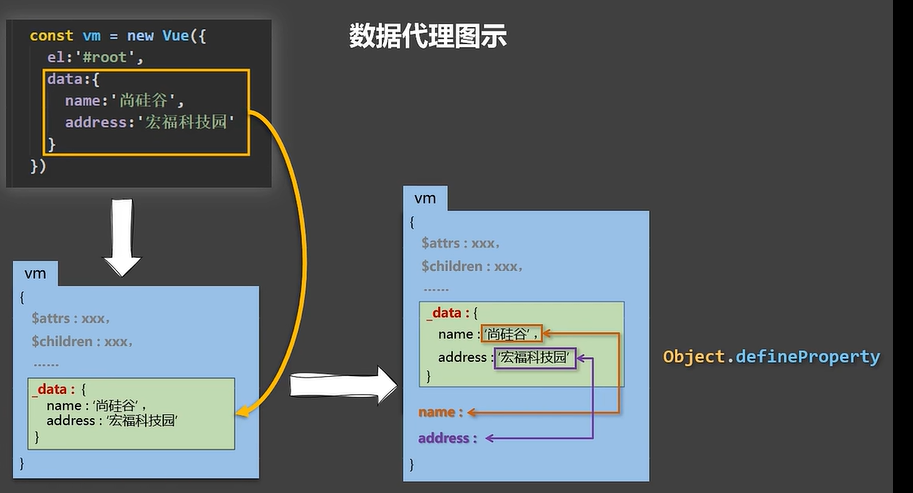 数据代理图示
const vm = new Vue({
el:'#root',
data:{
name:'尚硅谷',
address:'宏福科技园'
}
})
vm
{
$attrs : xxx，
$children : xxx，
······
_data : {
name : '尚硅谷' ，
address : '宏福科技园'
}
}
vm
{
$attrs : xxx，
$children : xxx，
······
_data : {
name : '尚硅谷' ，
address : '宏福科技园'
}
name :
address :
}
Object.defineProperty